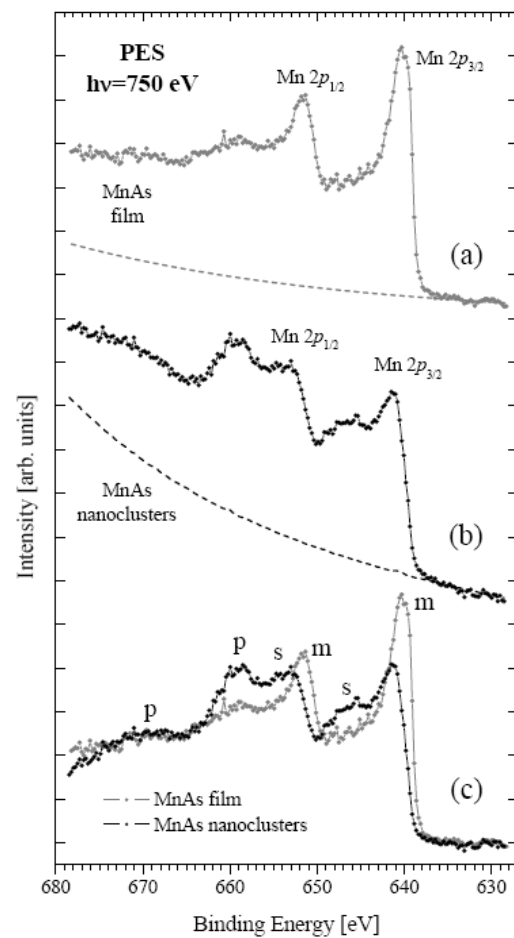 PES
hν=750 eV
Mn 2p₁/₂
Mn 2p₃/₂
MnAs
film
(a)
Mn 2p₁/₂
Mn 2p₃/₂
MnAs
nanoclusters
(b)
Intensity [arb. units]
m
p
s
m
s
p
(c)
MnAs film
MnAs nanoclusters
680 670 660 650 640 630
Binding Energy [eV]